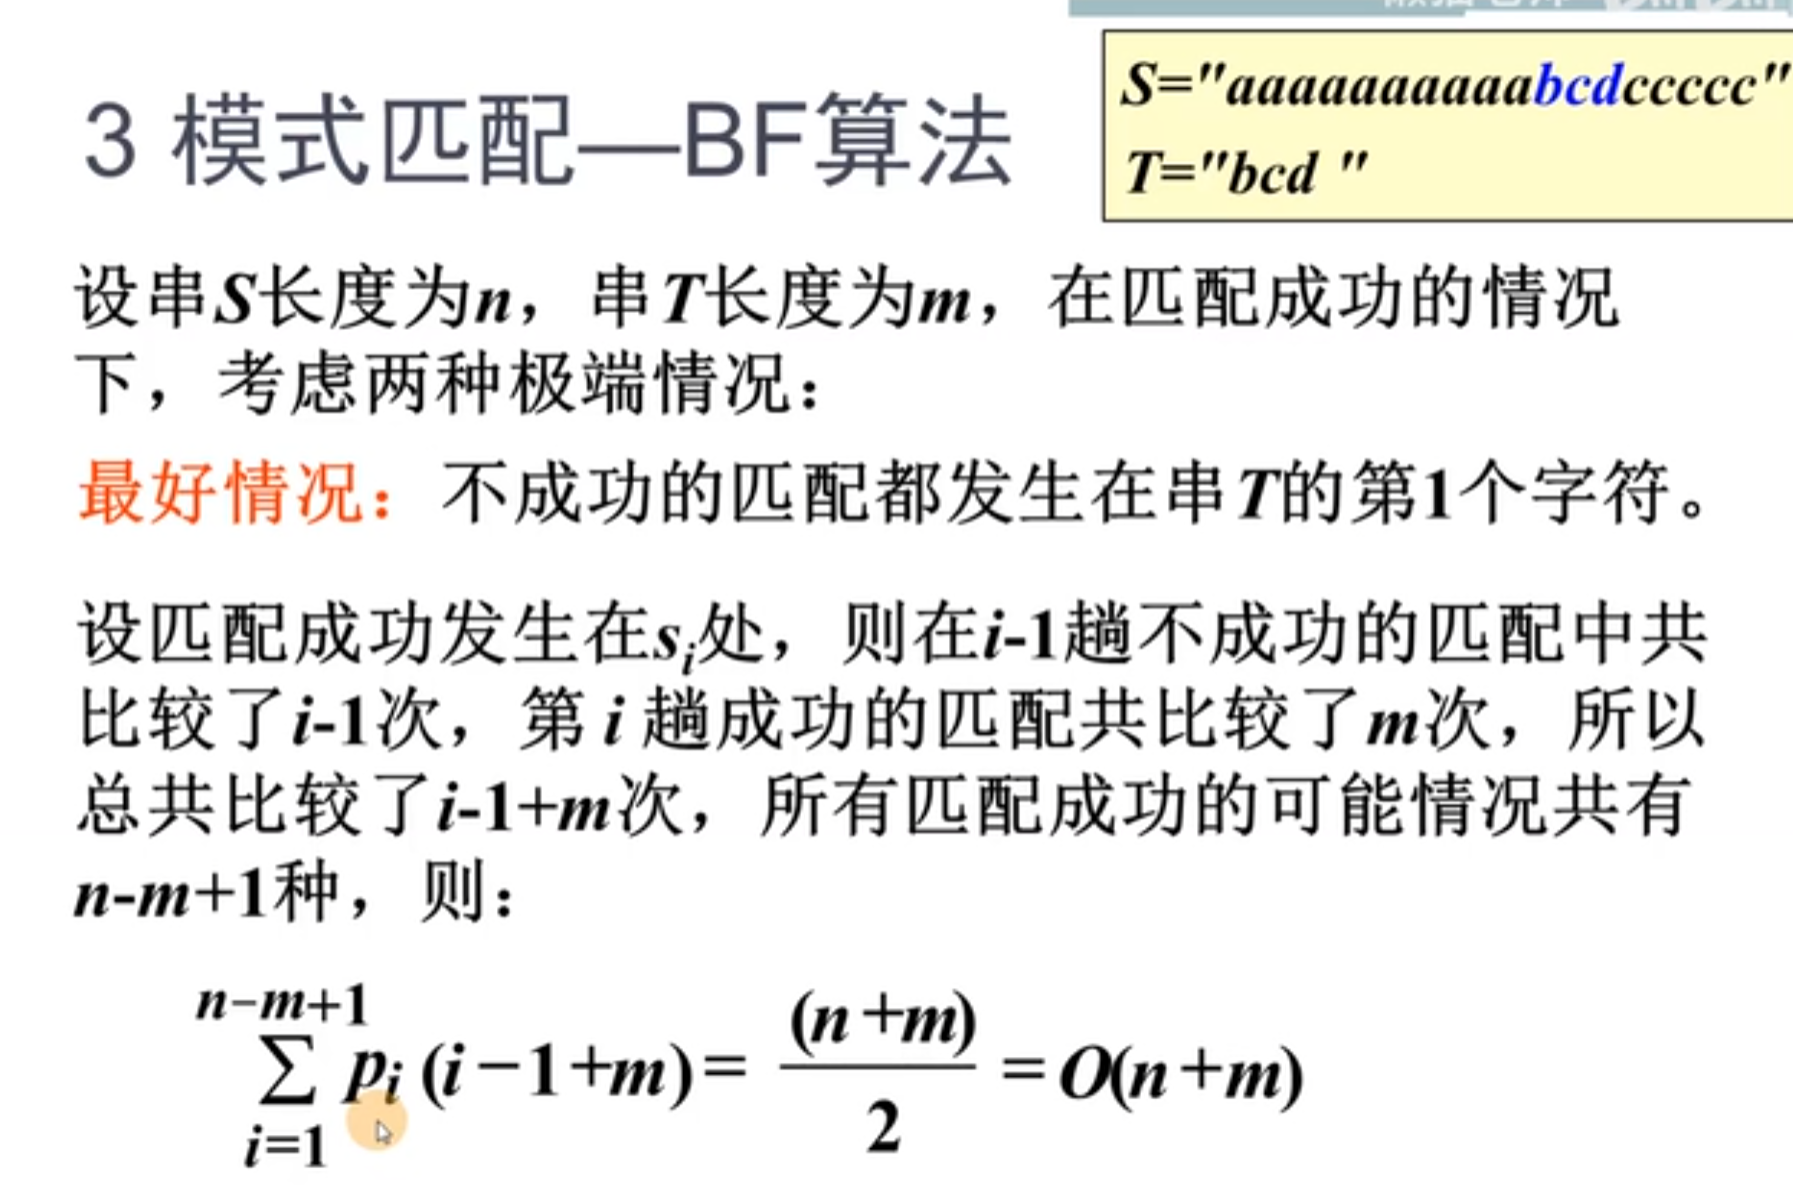 S="aaaaaaaaaaabcdccccc"
T="bcd "
3 模式匹配—BF算法
设串S长度为n，串T长度为m，在匹配成功的情况
下，考虑两种极端情况：
最好情况：不成功的匹配都发生在串T的第1个字符。
设匹配成功发生在si处，则在i-1趟不成功的匹配中共
比较了i-1次，第 i 趟成功的匹配共比较了m次，所以
总共比较了i-1+m次，所有匹配成功的可能情况共有
n-m+1种，则：
n−m+1
∑ pi (i−1+m)= (n+m)/2 =O(n+m)
i=1